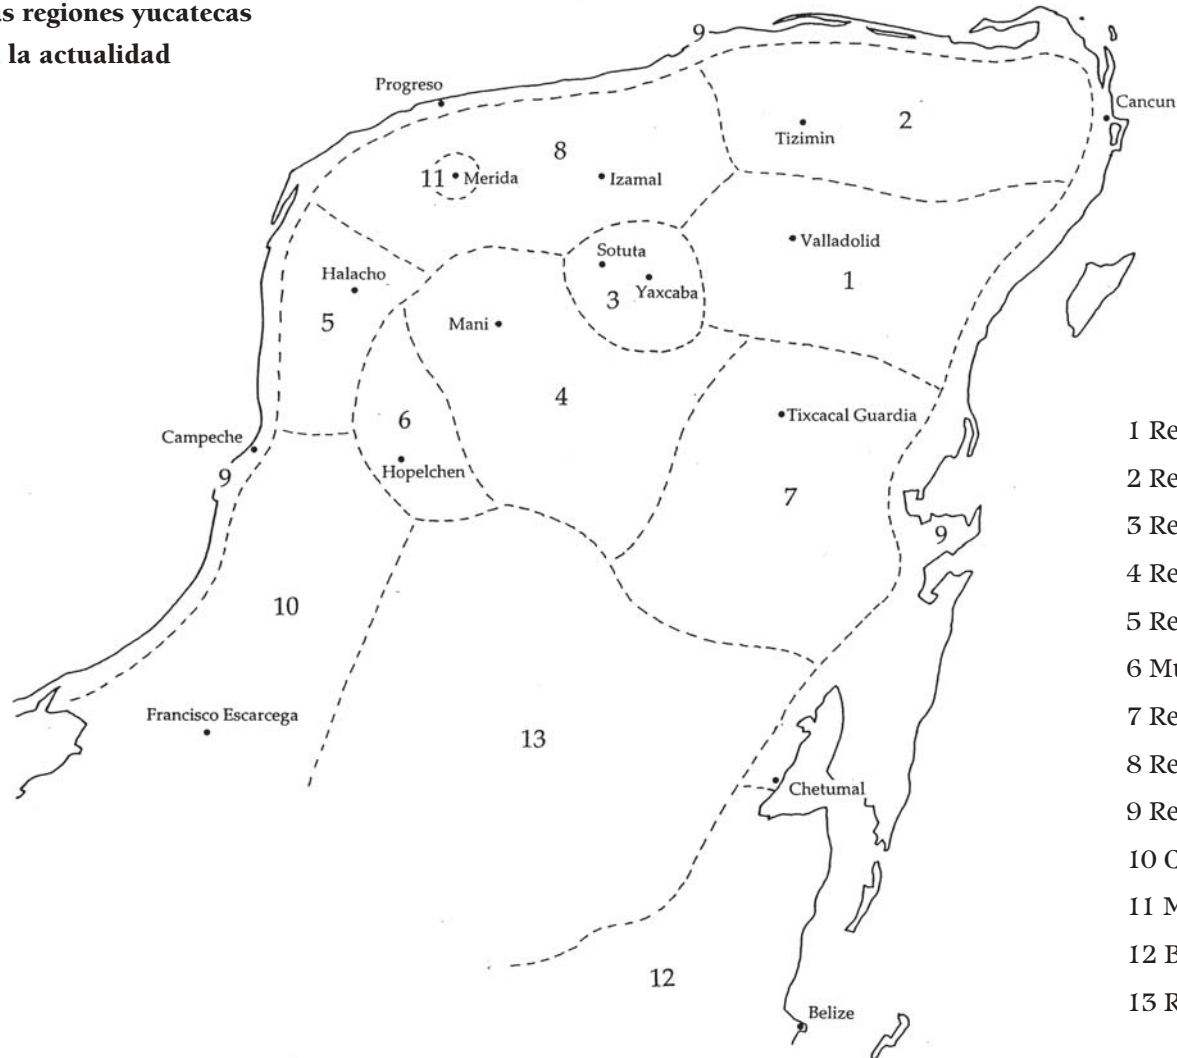 as regiones yucatecas
la actualidad
9
Progreso
Cancun
2
Tizimin
8
11 Merida
Izamal
Sotuta
Valladolid
Halacho
Yaxcaba
1
3
5
Mani
4
6
Tixcacal Guardia
Campeche
Hopelchen
9
7
9
10
Francisco Escarcega
13
Chetumal
12
Belize
1 Re
2 Re
3 Re
4 Re
5 Re
6 Mu
7 Re
8 Re
9 Re
10 C
11 M
12 B
13 R